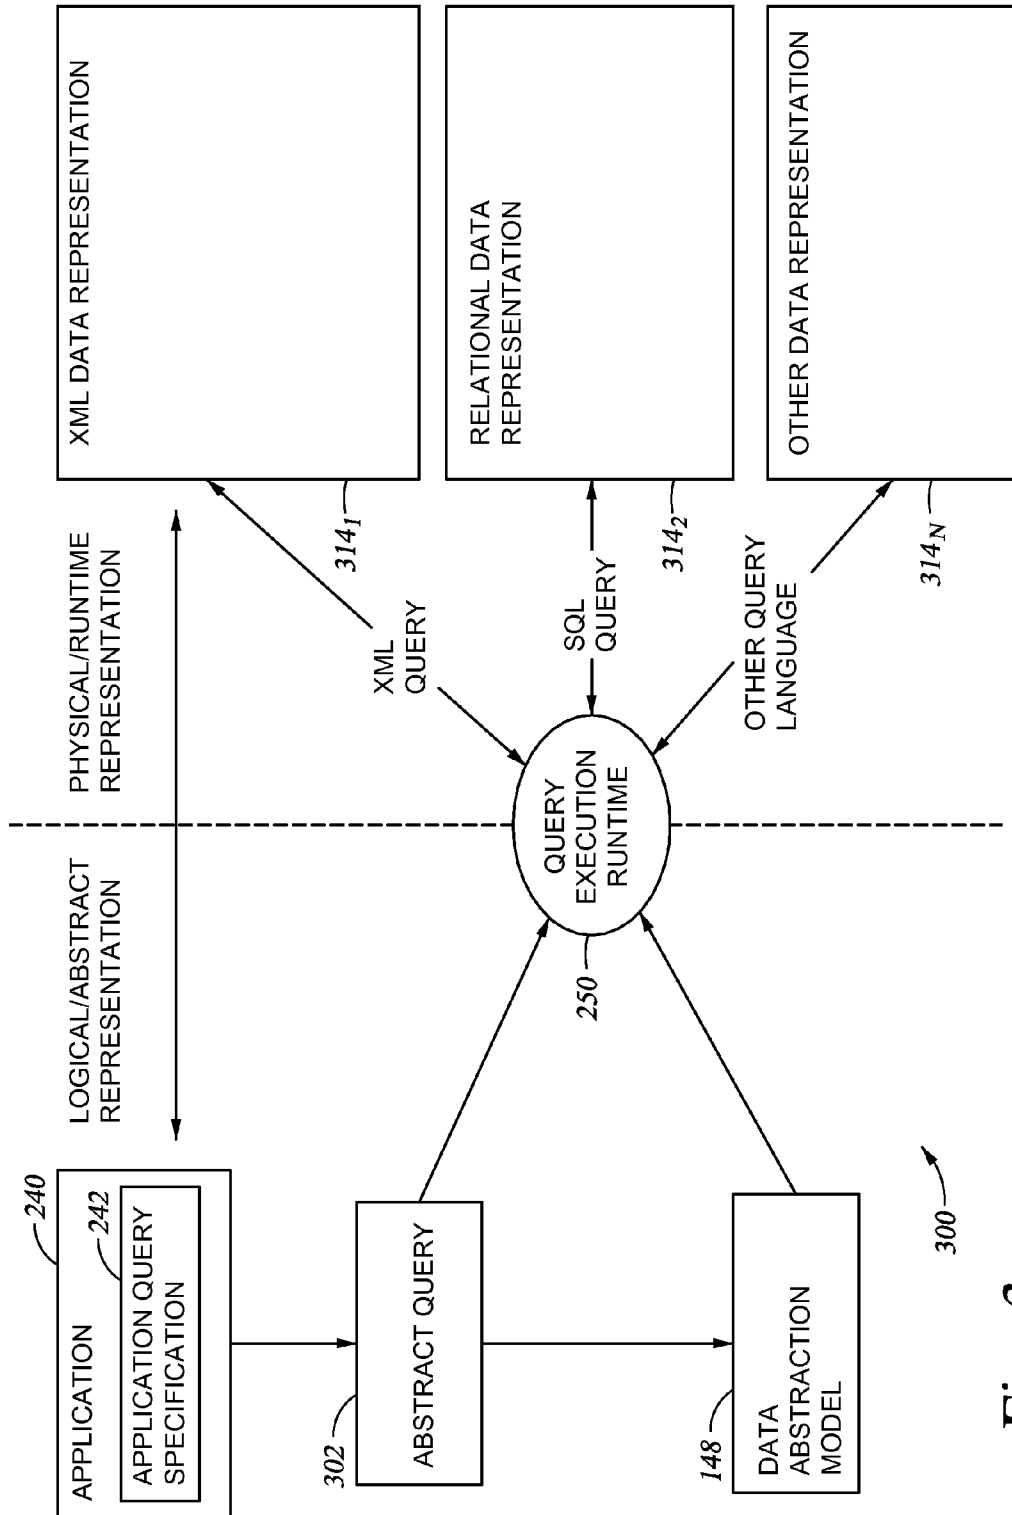 APPLICATION
240
APPLICATION QUERY
SPECIFICATION
242
LOGICAL/ABSTRACT
REPRESENTATION
PHYSICAL/RUNTIME
REPRESENTATION
XML DATA REPRESENTATION
314₁
302
ABSTRACT QUERY
XML
QUERY
QUERY
EXECUTION
RUNTIME
250
SQL
QUERY
RELATIONAL DATA
REPRESENTATION
314₂
148
DATA
ABSTRACTION
MODEL
OTHER QUERY
LANGUAGE
OTHER DATA REPRESENTATION
314N
300